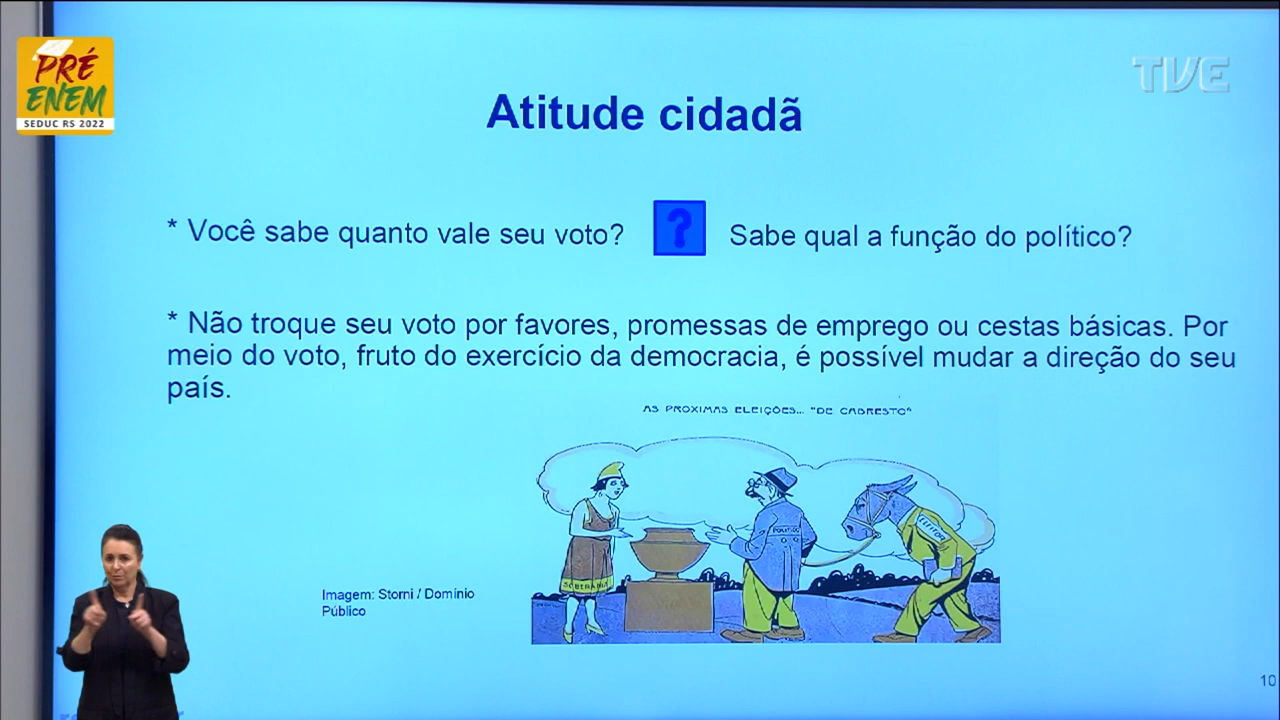 PRÉ
ENEM
SEDUC RS 2022
TVE
Atitude cidadã
* Você sabe quanto vale seu voto? ? Sabe qual a função do político?
* Não troque seu voto por favores, promessas de emprego ou cestas básicas. Por
meio do voto, fruto do exercício da democracia, é possível mudar a direção do seu
país.
AS PROXIMAS ELEIÇÕES... "DE CABRESTO"
POLITICO
ELEITOR
SOBERANIA
Imagem: Storni / Domínio
Público
10